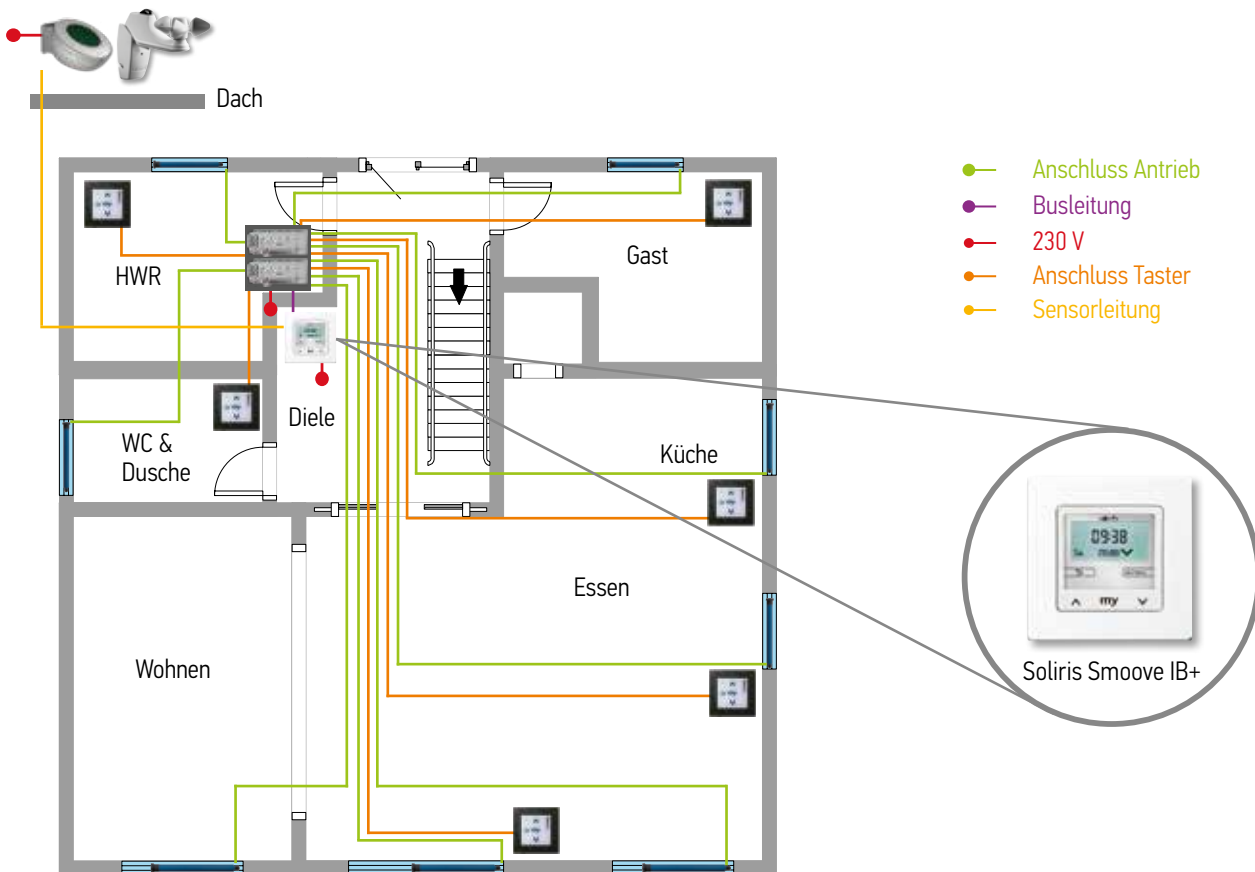 Dach
Anschluss Antrieb
Busleitung
230 V
Anschluss Taster
Sensorleitung
HWR
Gast
Diele
WC &
Dusche
Küche
Essen
Wohnen
09:38
my
Soliris Smoove IB+